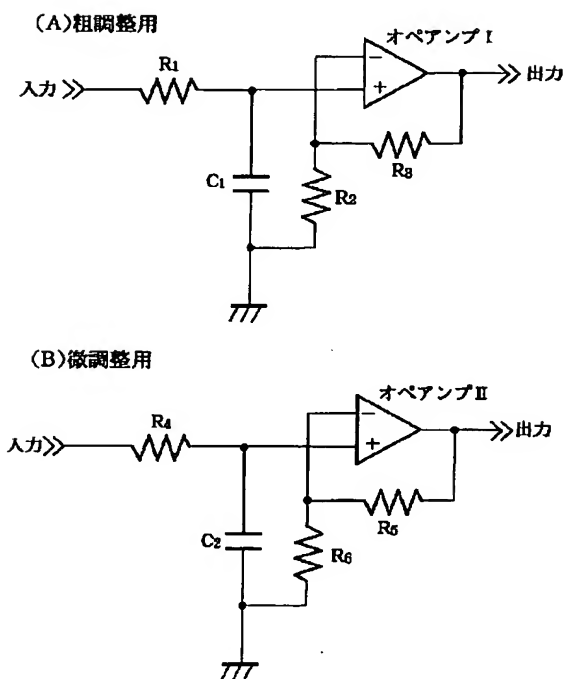 (A)粗調整用
オペアンプ I
入力
R1
出力
C1
R2
R3
(B)微調整用
オペアンプ II
入力
R4
出力
C2
R6
R5